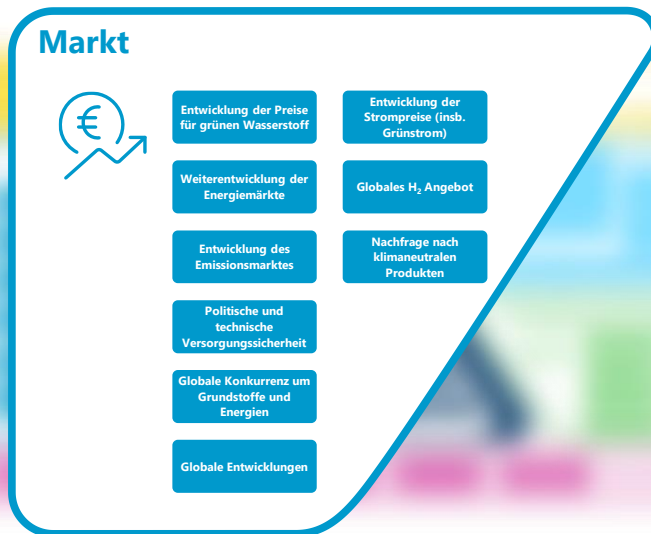 Markt
€
Entwicklung der Preise
für grünen Wasserstoff
Entwicklung der
Strompreise (insb.
Grünstrom)
Weiterentwicklung der
Energiemärkte
Globales H₂ Angebot
Entwicklung des
Emissionsmarktes
Nachfrage nach
klimaneutralen
Produkten
Politische und
technische
Versorgungssicherheit
Globale Konkurrenz um
Grundstoffe und
Energien
Globale Entwicklungen